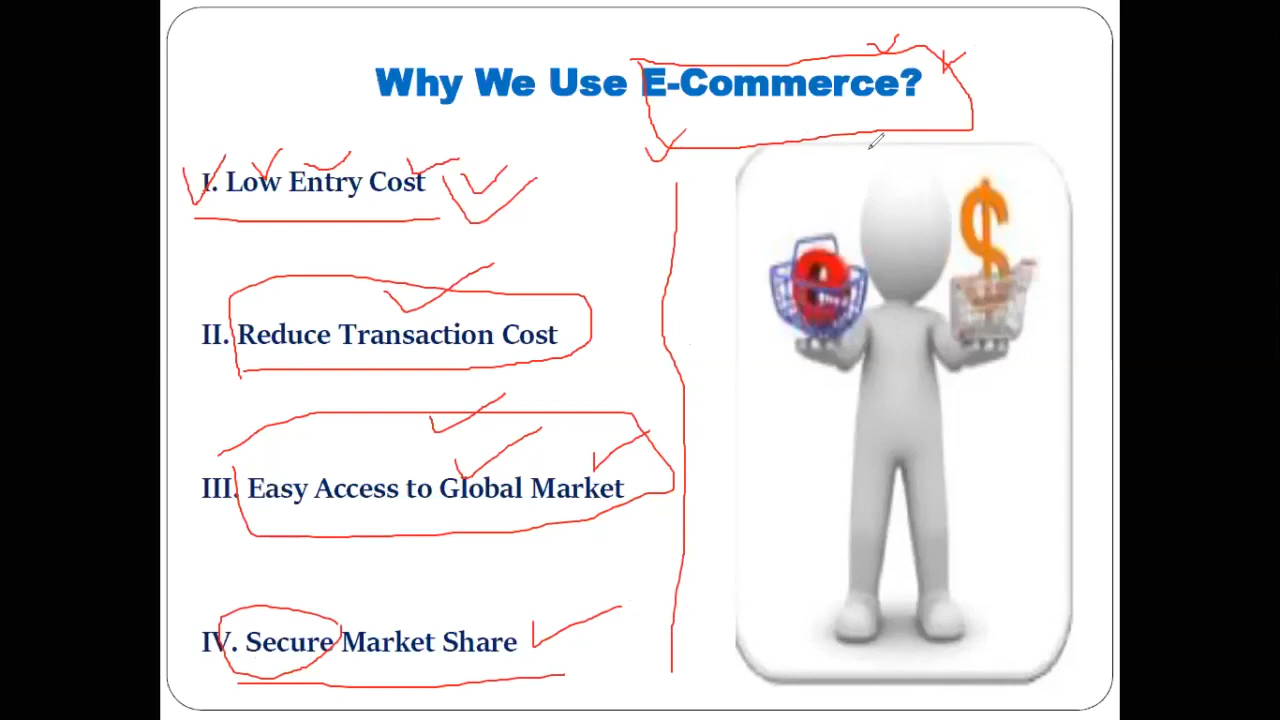 Why We Use E-Commerce?
I. Low Entry Cost
II. Reduce Transaction Cost
III. Easy Access to Global Market
IV. Secure Market Share
e
$